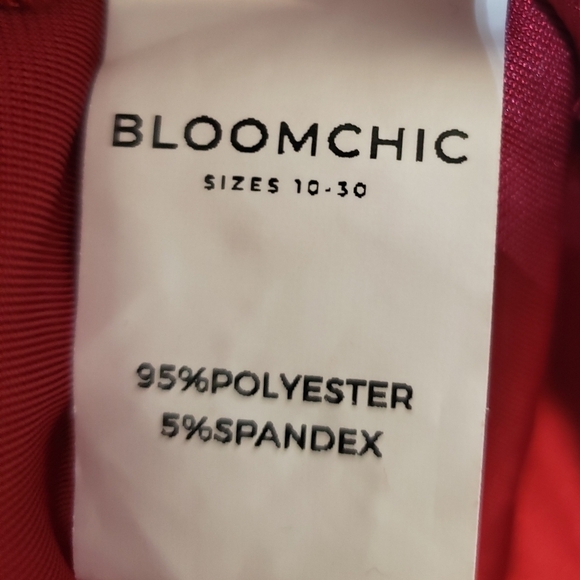 BLOOMCHIC
SIZES 10-30
95%POLYESTER
5%SPANDEX